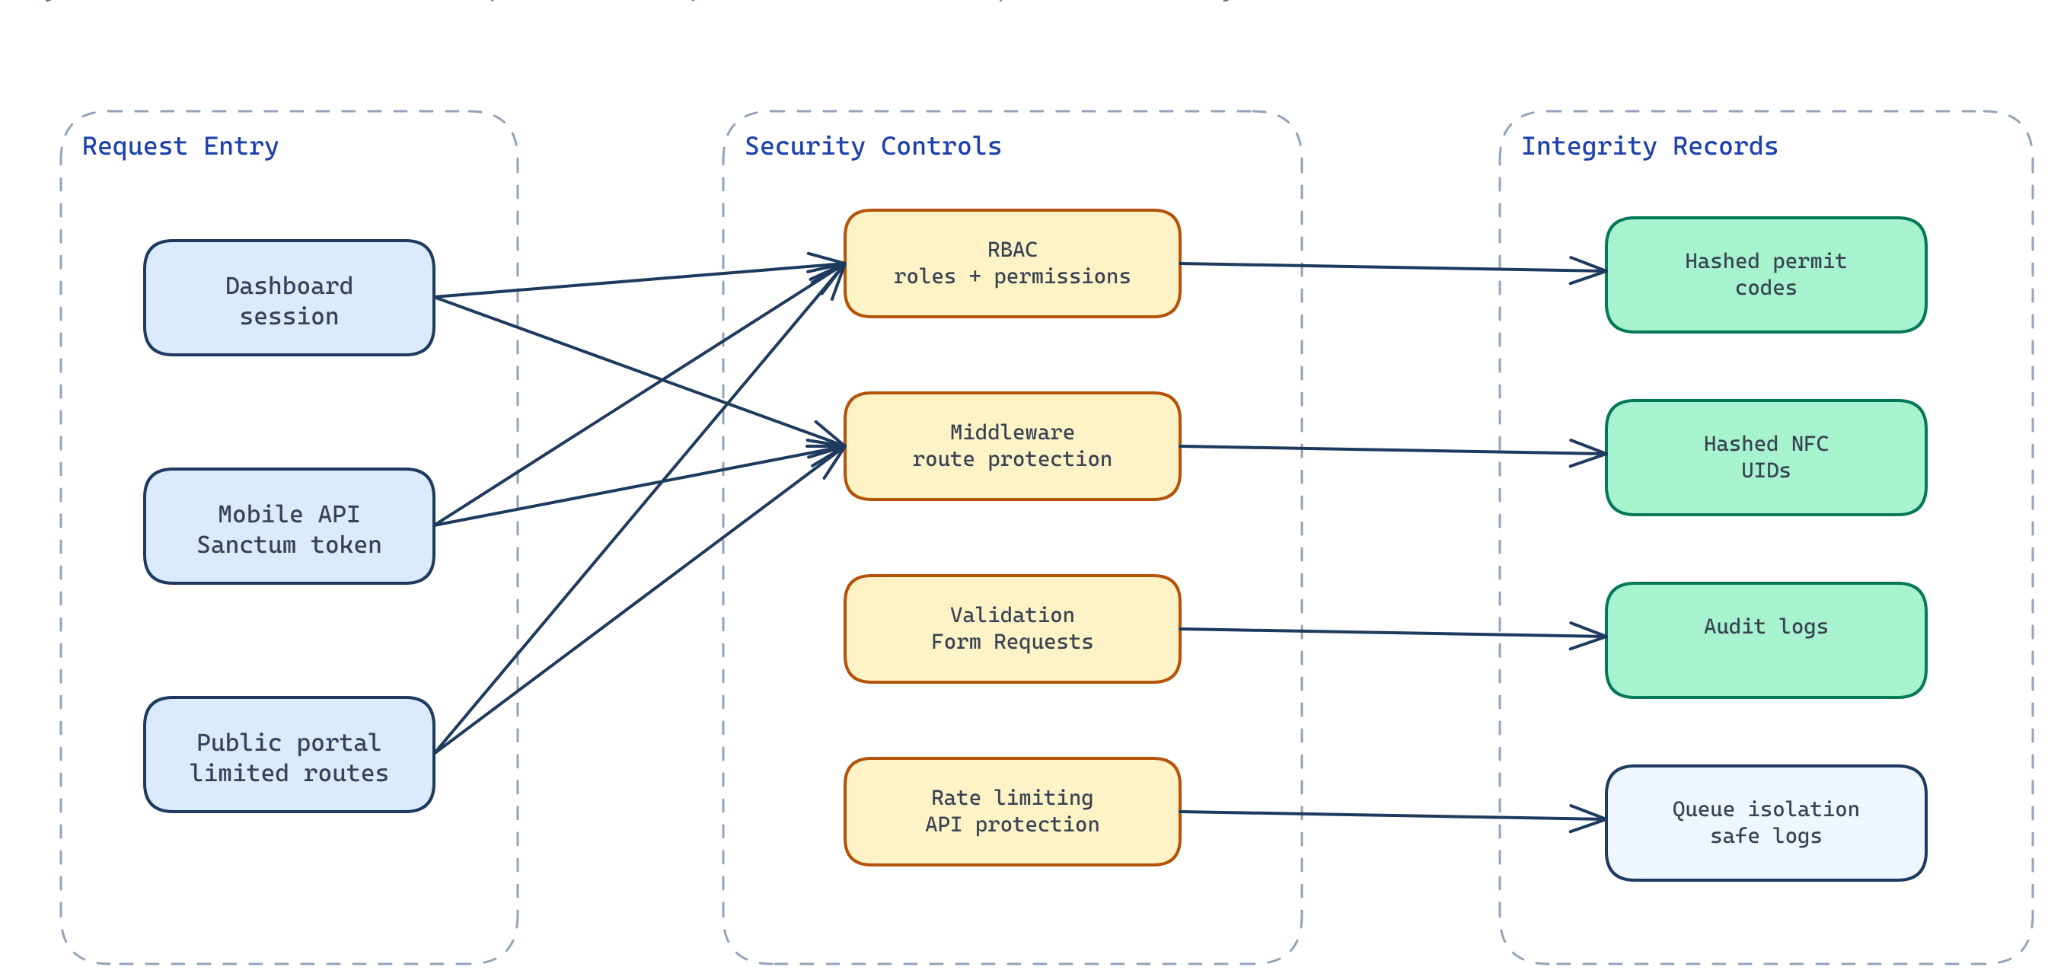 Request Entry
Dashboard
session
Mobile API
Sanctum token
Public portal
limited routes
Security Controls
RBAC
roles + permissions
Middleware
route protection
Validation
Form Requests
Rate limiting
API protection
Integrity Records
Hashed permit
codes
Hashed NFC
UIDs
Audit logs
Queue isolation
safe logs